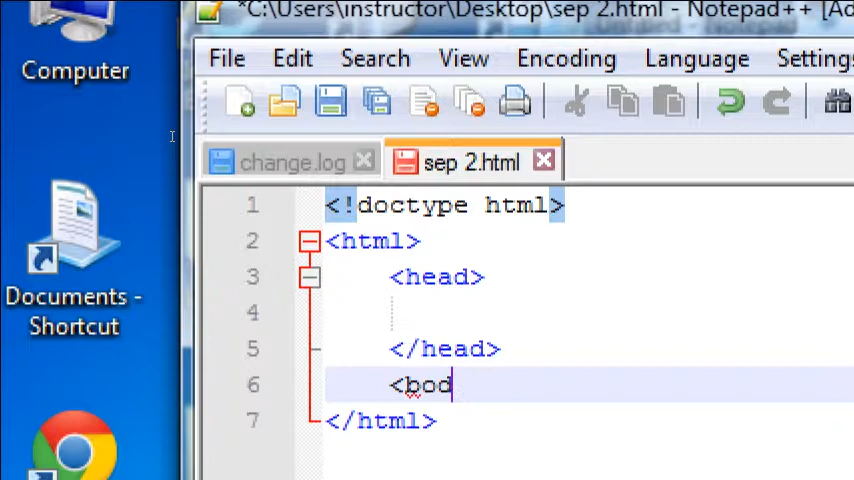 *C:\Users\instructor\Desktop\sep 2.html - Notepad++ [Ad
File Edit Search View Encoding Language Settings
change.log sep 2.html
1 <!doctype html>
2 <html>
3 <head>
4
5 </head>
6 <bod
7 </html>
Computer
Documents -
Shortcut